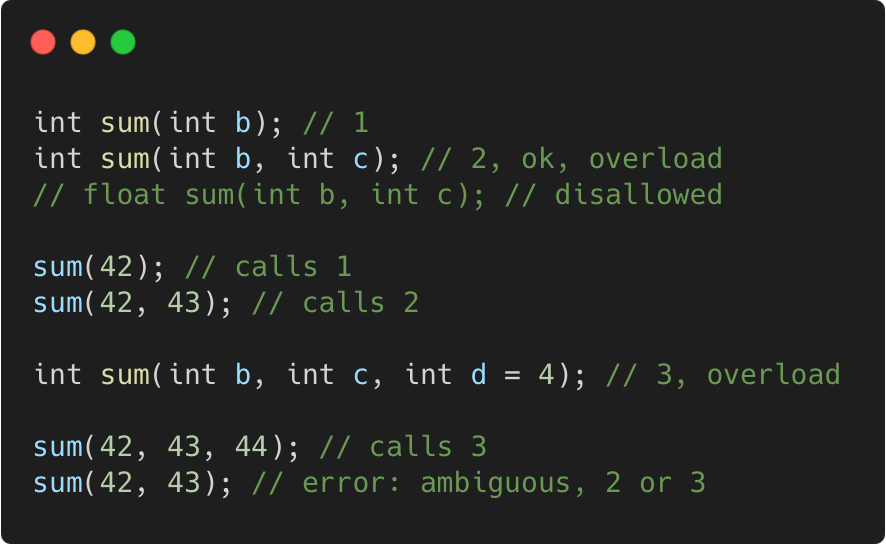 int sum(int b); // 1
int sum(int b, int c); // 2, ok, overload
// float sum(int b, int c); // disallowed
sum(42); // calls 1
sum(42, 43); // calls 2
int sum(int b, int c, int d = 4); // 3, overload
sum(42, 43, 44); // calls 3
sum(42, 43); // error: ambiguous, 2 or 3